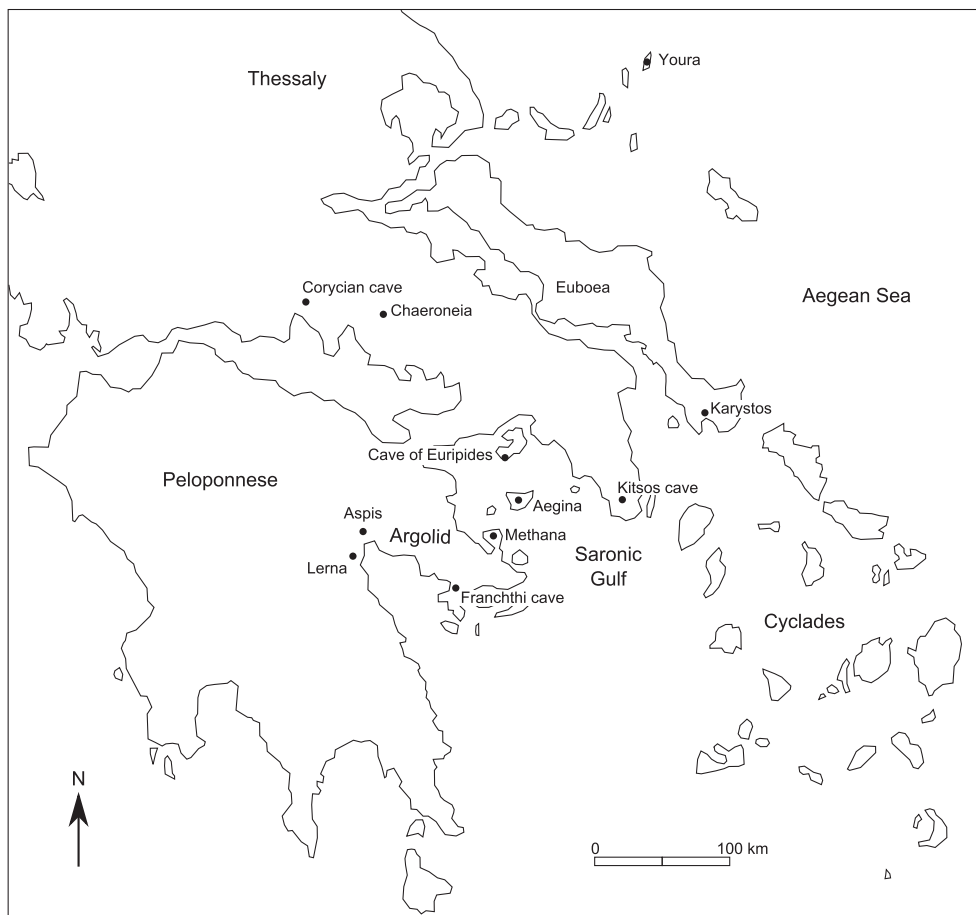 Youra
Thessaly
Corycian cave
Euboea
Aegean Sea
Chaeroneia
Karystos
Cave of Euripides
Peloponnese
Kitsos cave
Aegina
Aspis
Argolid
Methana
Saronic
Gulf
Lerna
Franchthi cave
Cyclades
N
0
100 km